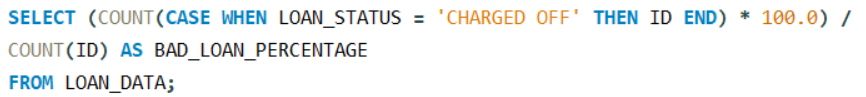 SELECT (COUNT(CASE WHEN LOAN_STATUS = 'CHARGED OFF' THEN ID END) * 100.0) /
COUNT(ID) AS BAD_LOAN_PERCENTAGE
FROM LOAN_DATA;